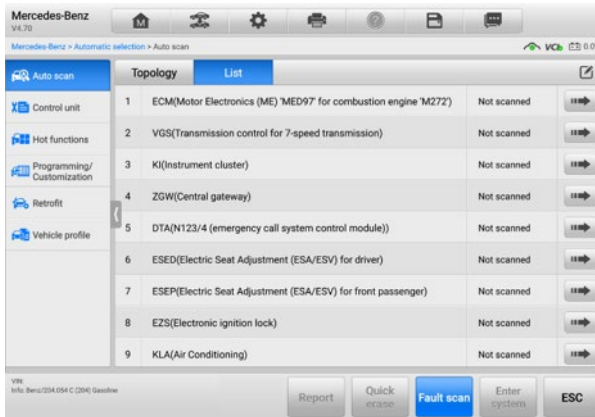 Mercedes-Benz
V4.70
Mercedes-Benz > Automatic selection > Auto scan
VCI
0.0
Auto scan
Control unit
Hot functions
Programming/
Customization
Retrofit
Vehicle profile
Topology List
1 ECM(Motor Electronics (ME) 'MED97' for combustion engine 'M272') Not scanned
2 VGS(Transmission control for 7-speed transmission) Not scanned
3 KI(Instrument cluster) Not scanned
4 ZGW(Central gateway) Not scanned
5 DTA(N123/4 (emergency call system control module)) Not scanned
6 ESED(Electric Seat Adjustment (ESA/ESV) for driver) Not scanned
7 ESEP(Electric Seat Adjustment (ESA/ESV) for front passenger) Not scanned
8 EZS(Electronic ignition lock) Not scanned
9 KLA(Air Conditioning) Not scanned
VIN:
Info: Benz/204.054 C (204) Gasoline
Report
Quick
erase
Fault scan
Enter
system
ESC